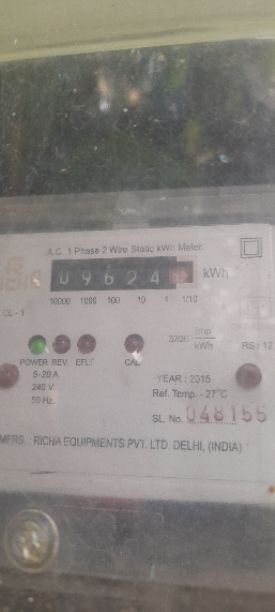 A.C. 1 Phase 2 Wire Static kWh Meter.
09624 kWh
10000 1000 100 10 1 1/10
CL - 1
3200 Imp/kWh
POWER REV. EFLT CAL
RS : 12
5-20 A
240 V.
50 Hz.
YEAR : 2015
Ref. Temp. - 27°C
SL. No. 048155
MFRS. : RICHA EQUIPMENTS PVT. LTD. DELHI, (INDIA)